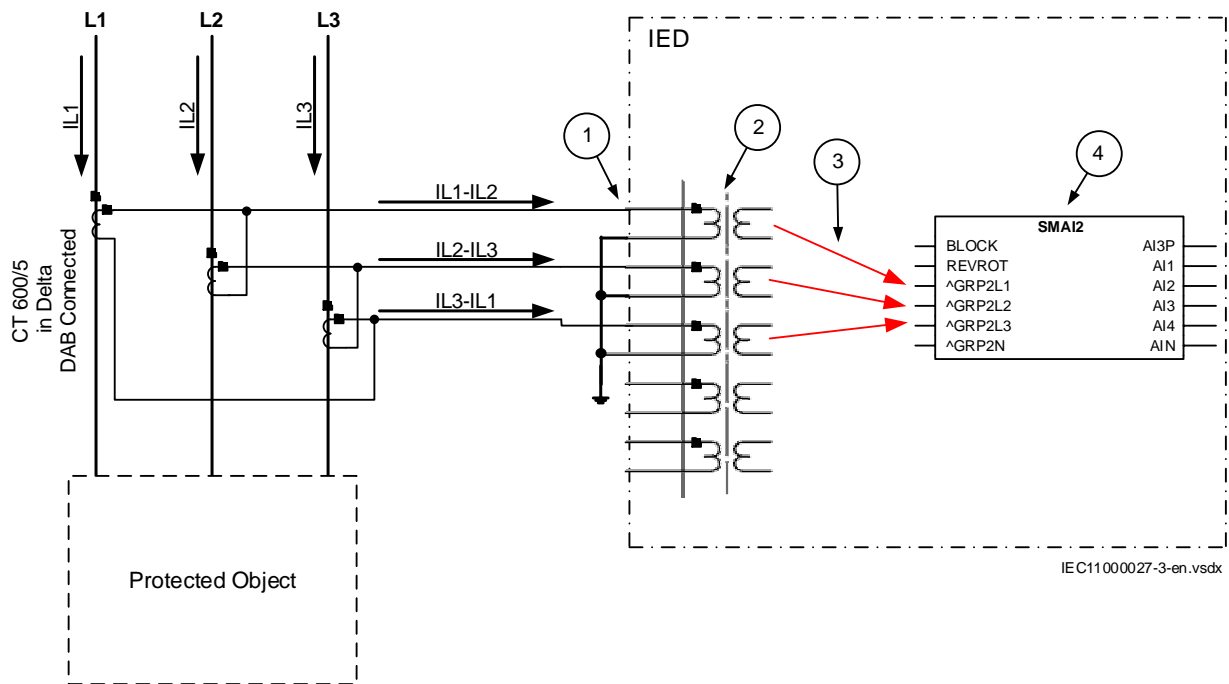 L1
L2
L3
IED
IL1
IL2
IL3
1
2
3
4
IL1-IL2
IL2-IL3
IL3-IL1
CT 600/5
in Delta
DAB Connected
SMAI2
BLOCK
REVROT
^GRP2L1
^GRP2L2
^GRP2L3
^GRP2N
AI3P
AI1
AI2
AI3
AI4
AIN
Protected Object
IEC11000027-3-en.vsdx